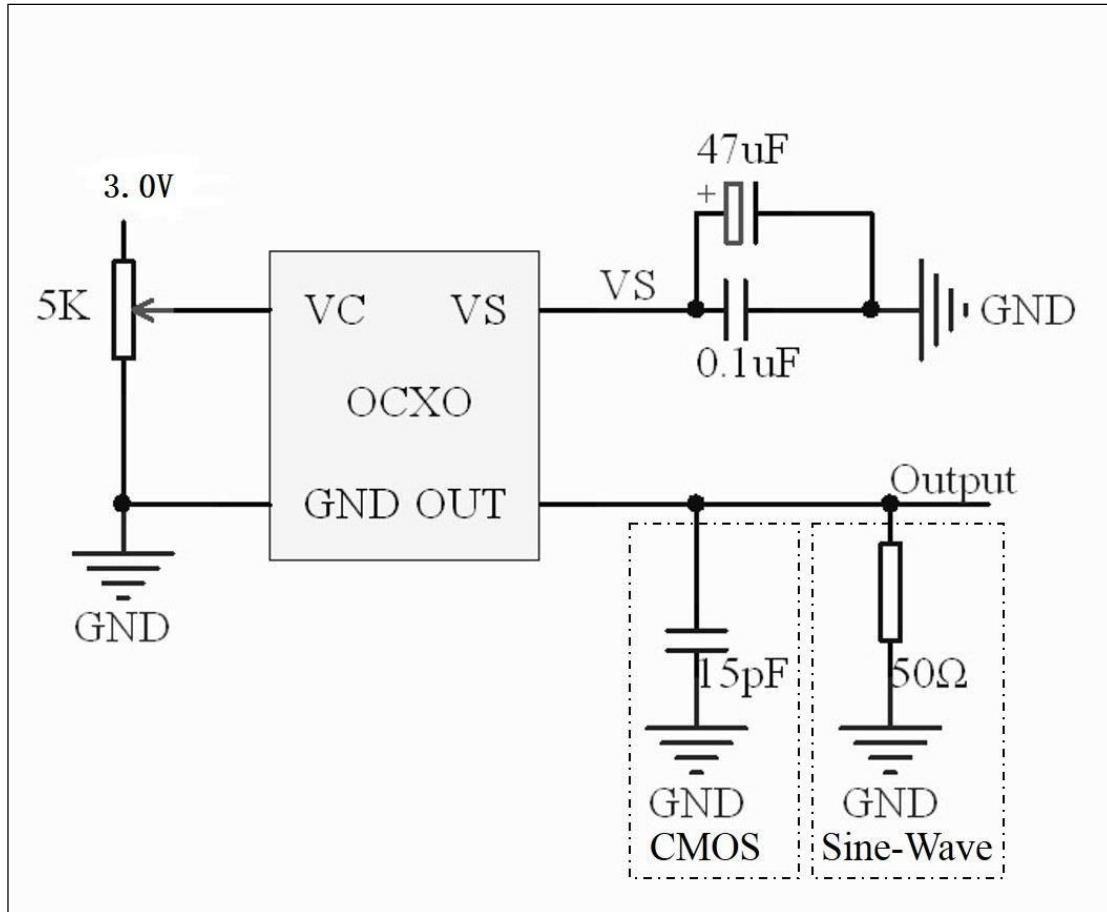 47uF
+
3.0V
VS
5K
VC VS
GND
0.1uF
OCXO
Output
GND OUT
GND
15pF
50Ω
GND
GND
CMOS
Sine-Wave